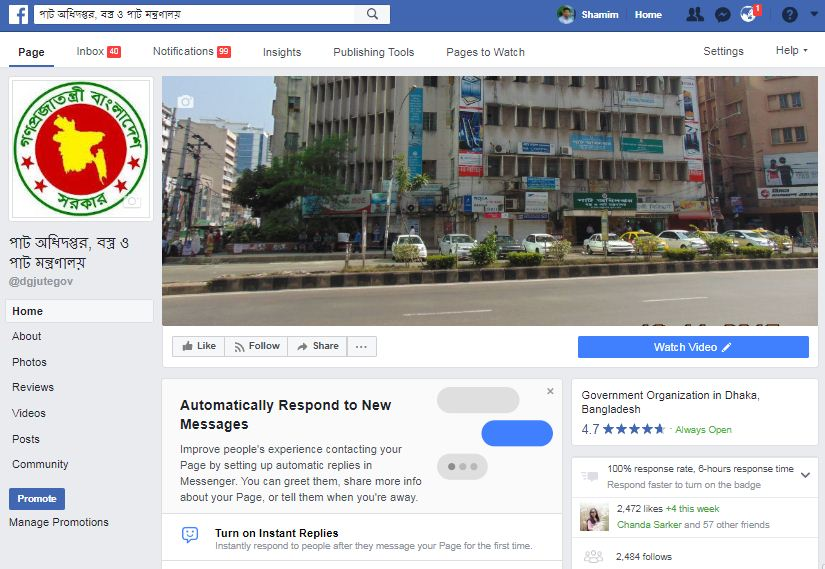 পাট অধিদপ্তর, বস্ত্র ও পাট মন্ত্রণালয়
Shamim
Home
1
Page
Inbox 40
Notifications 99
Insights
Publishing Tools
Pages to Watch
Settings
Help
গণপ্রজাতন্ত্রী বাংলাদেশ
সরকার
পাট অধিদপ্তর, বস্ত্র ও
পাট মন্ত্রণালয়
@dgjutegov
Home
About
Photos
Reviews
Videos
Posts
Community
Promote
Manage Promotions
Like
Follow
Share
Watch Video
Automatically Respond to New
Messages
Improve people's experience contacting your
Page by setting up automatic replies in
Messenger. You can greet them, share more info
about your Page, or tell them when you're away.
Turn on Instant Replies
Instantly respond to people after they message your Page for the first time.
Government Organization in Dhaka,
Bangladesh
4.7 ★★★★★ · Always Open
100% response rate, 6-hours response time
Respond faster to turn on the badge
2,472 likes +4 this week
Chanda Sarker and 57 other friends
2,484 follows